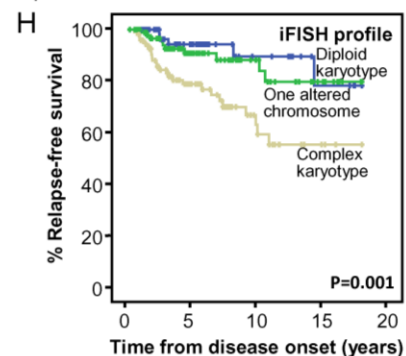 H
iFISH profile
100
80
60
40
20
0
% Relapse-free survival
Diploid
karyotype
One altered
chromosome
Complex
karyotype
P=0.001
0 5 10 15 20
Time from disease onset (years)